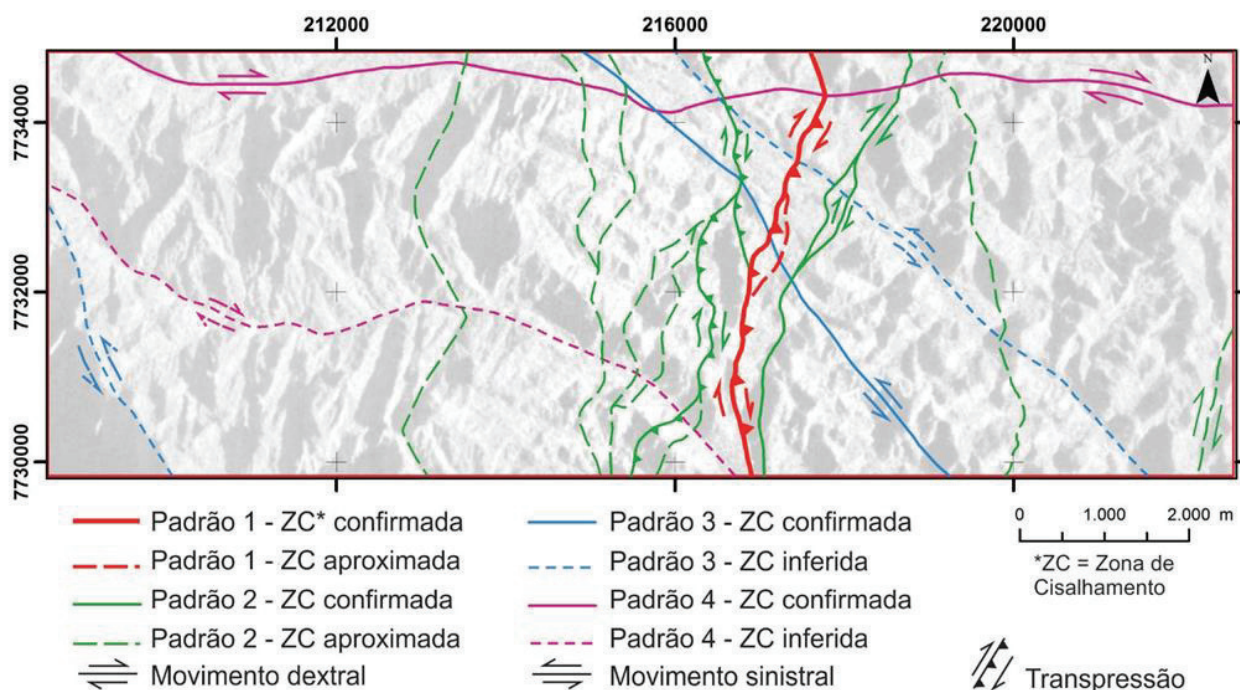 212000 216000 220000
N
7734000
7732000
7730000
Padrão 1 - ZC* confirmada
Padrão 1 - ZC aproximada
Padrão 2 - ZC confirmada
Padrão 2 - ZC aproximada
Movimento dextral
Padrão 3 - ZC confirmada
Padrão 3 - ZC inferida
Padrão 4 - ZC confirmada
Padrão 4 - ZC inferida
Movimento sinistral
0 1.000 2.000 m
*ZC = Zona de
Cisalhamento
Transpressão